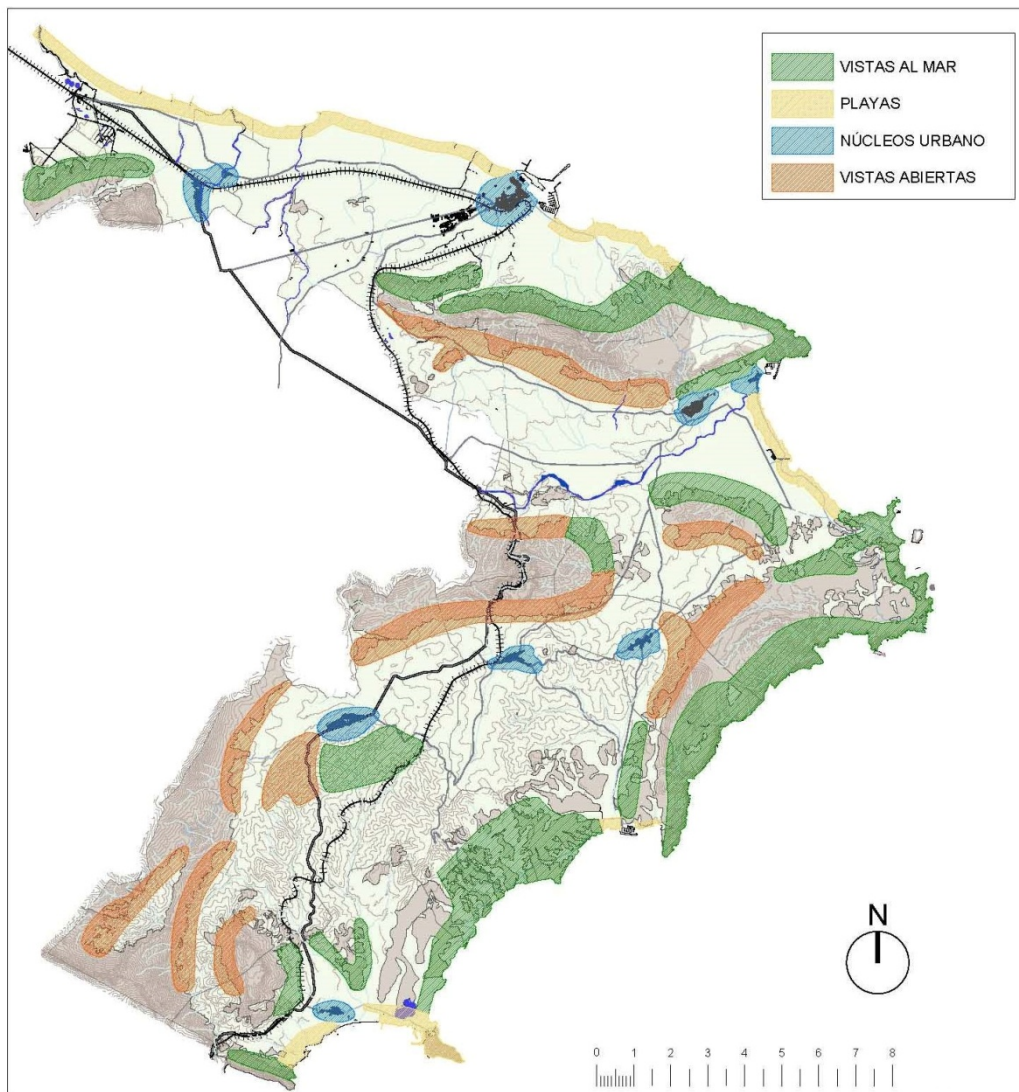 VISTAS AL MAR
PLAYAS
NÚCLEOS URBANO
VISTAS ABIERTAS
N
0 1 2 3 4 5 6 7 8